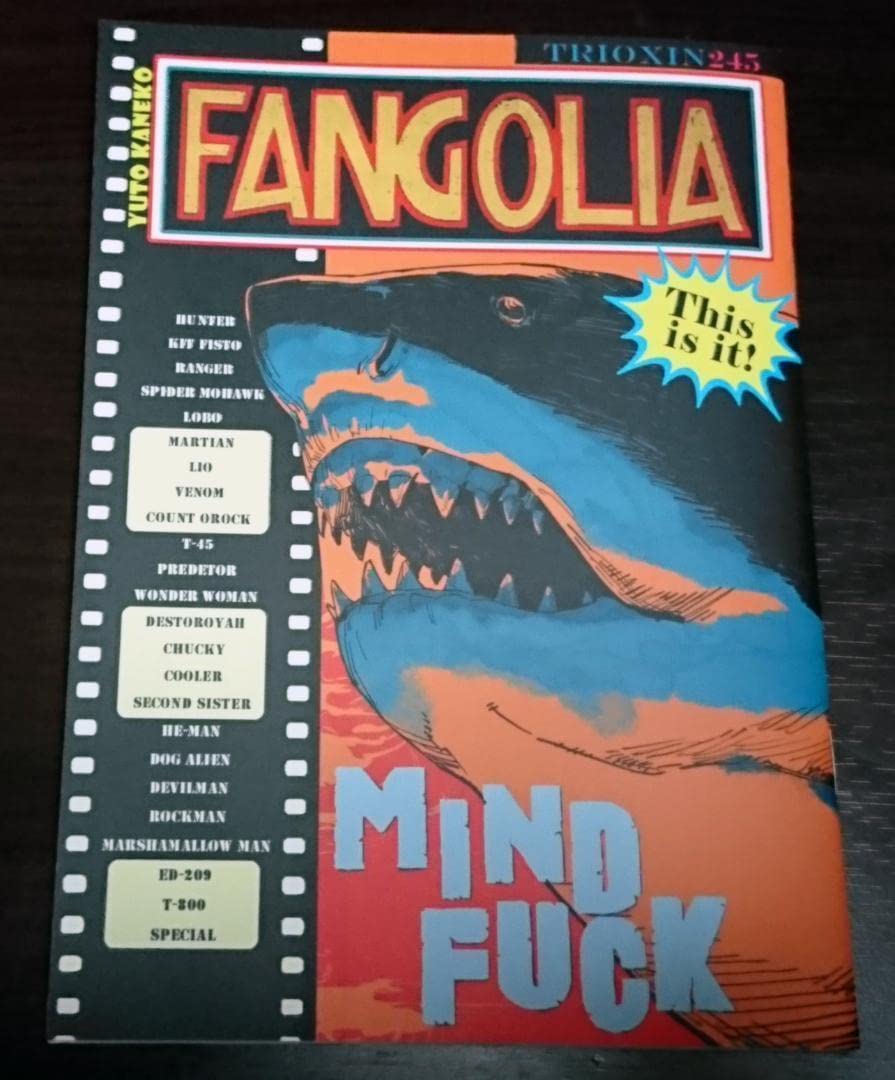 TRIOXIN245
YUTO KANEKO
FANGOLIA
This
is it!
HUNTER
KIT FISTO
RANGER
SPIDER MOHAWK
LOBO
MARTIAN
LIO
VENOM
COUNT OROCK
T-45
PREDETOR
WONDER WOMAN
DESTOROYAH
CHUCKY
COOLER
SECOND SISTER
HE-MAN
DOG ALIEN
DEVILMAN
ROCKMAN
MARSHAMALLOW MAN
ED-209
T-800
SPECIAL
MIND
FUCK